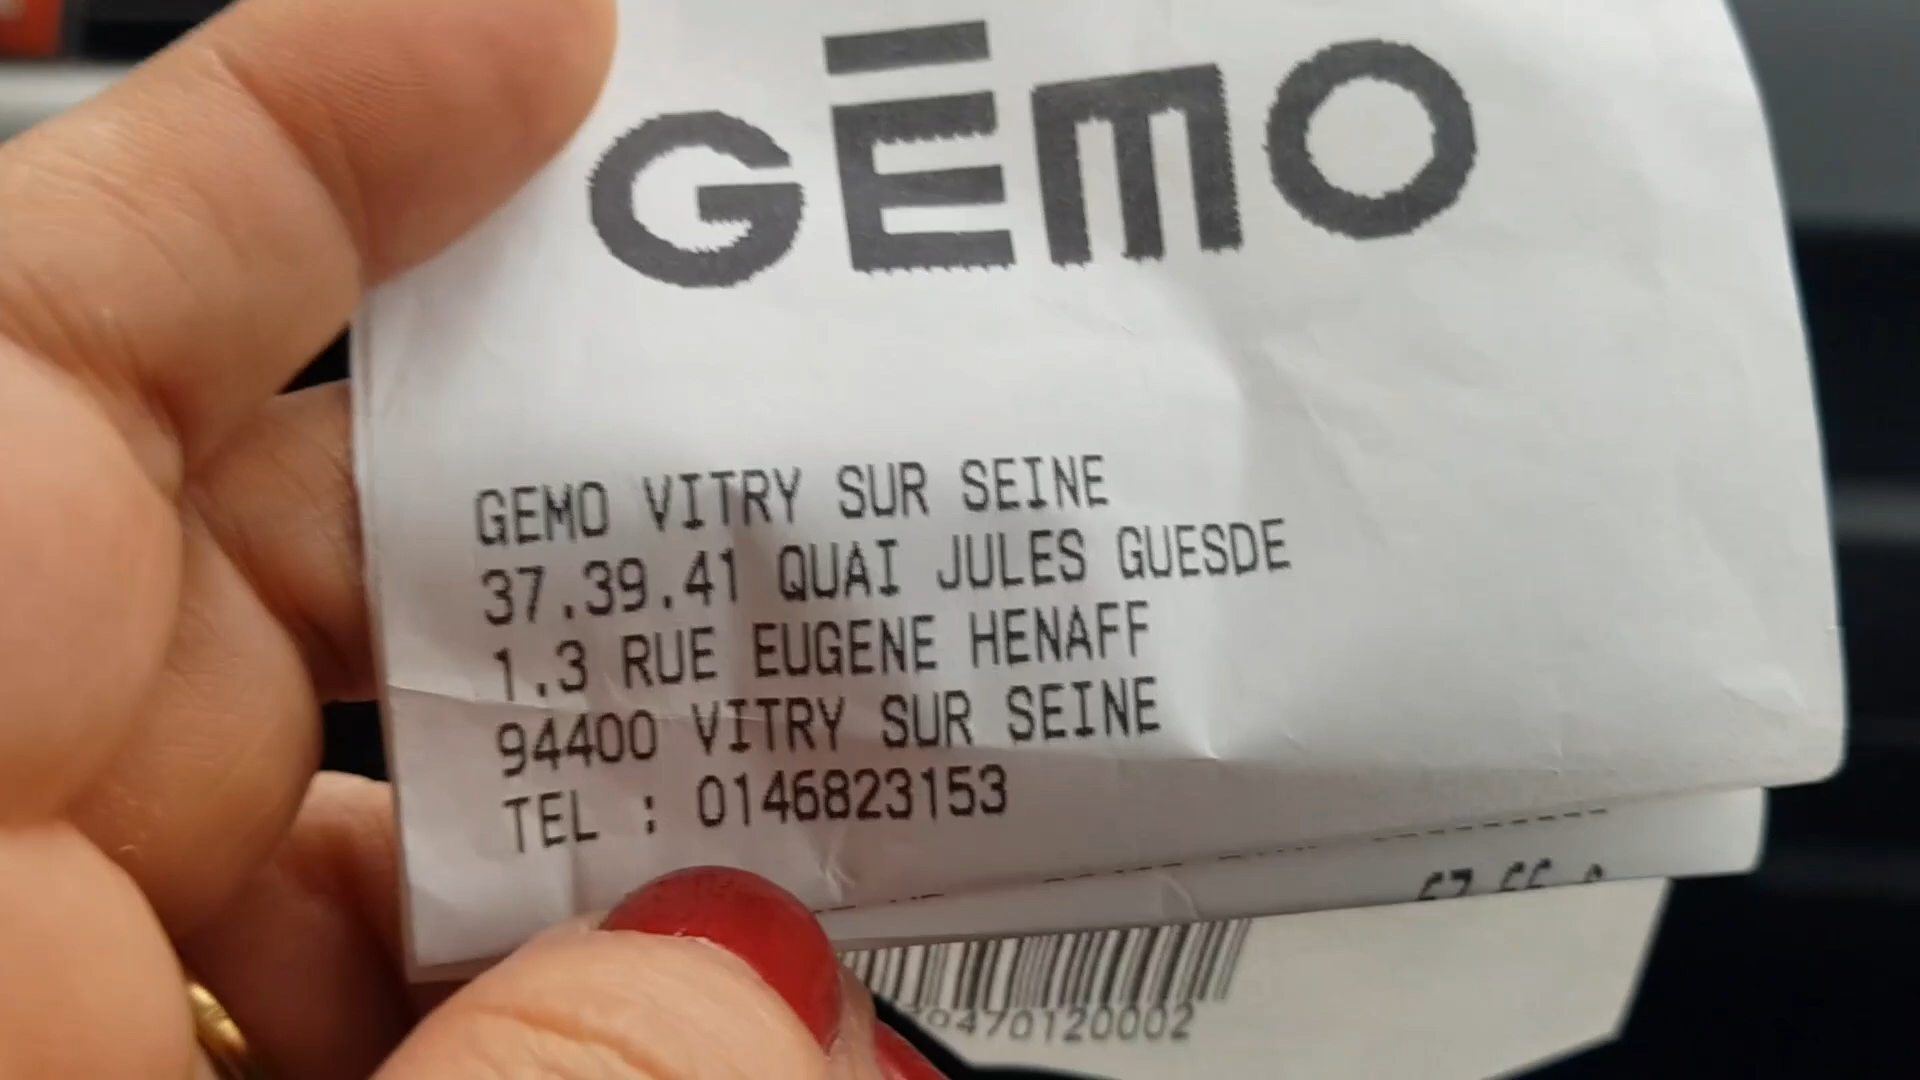 GĒMO
GEMO VITRY SUR SEINE
37.39.41 QUAI JULES GUESDE
1.3 RUE EUGENE HENAFF
94400 VITRY SUR SEINE
TEL : 0146823153
0470120002